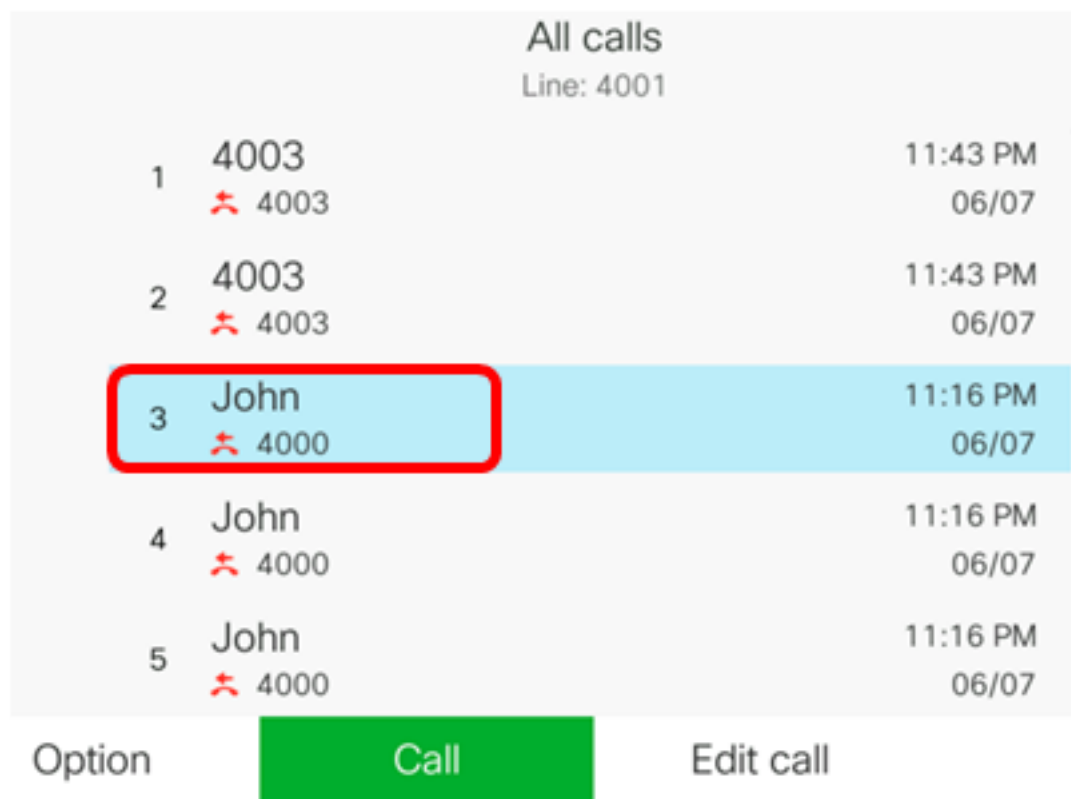 All calls
Line: 4001
1 4003 11:43 PM
4003 06/07
2 4003 11:43 PM
4003 06/07
3 John 11:16 PM
4000 06/07
4 John 11:16 PM
4000 06/07
5 John 11:16 PM
4000 06/07
Option Call Edit call